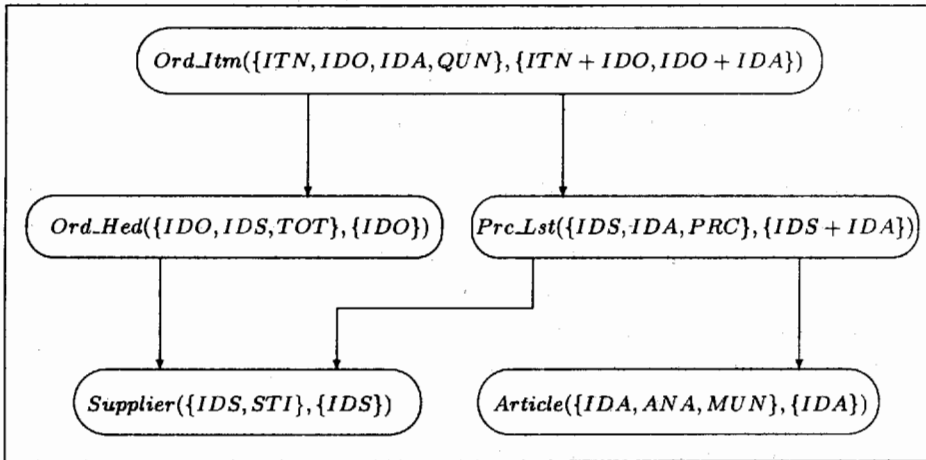 Ord_Itm({ITN, IDO, IDA, QUN}, {ITN + IDO, IDO + IDA})
Ord_Hed({IDO, IDS, TOT}, {IDO})
Prc_Lst({IDS, IDA, PRC}, {IDS + IDA})
Supplier({IDS, STI}, {IDS})
Article({IDA, ANA, MUN}, {IDA})